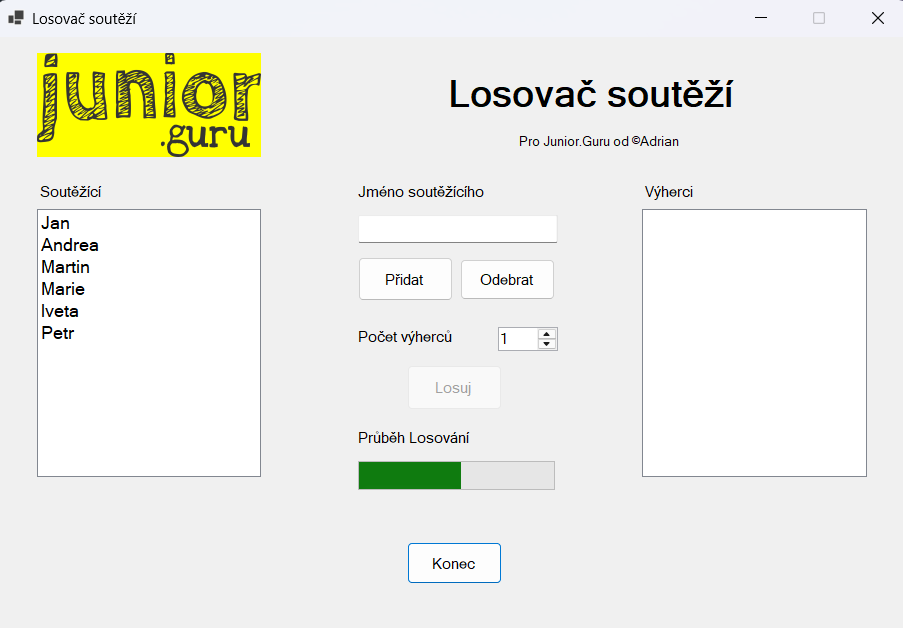 Losovač soutěží
junior
.guru
Losovač soutěží
Pro Junior.Guru od ©Adrian
Soutěžící
Jan
Andrea
Martin
Marie
Iveta
Petr
Jméno soutěžícího
Přidat
Odebrat
Počet výherců
1
Losuj
Průběh Losování
Konec
Výherci